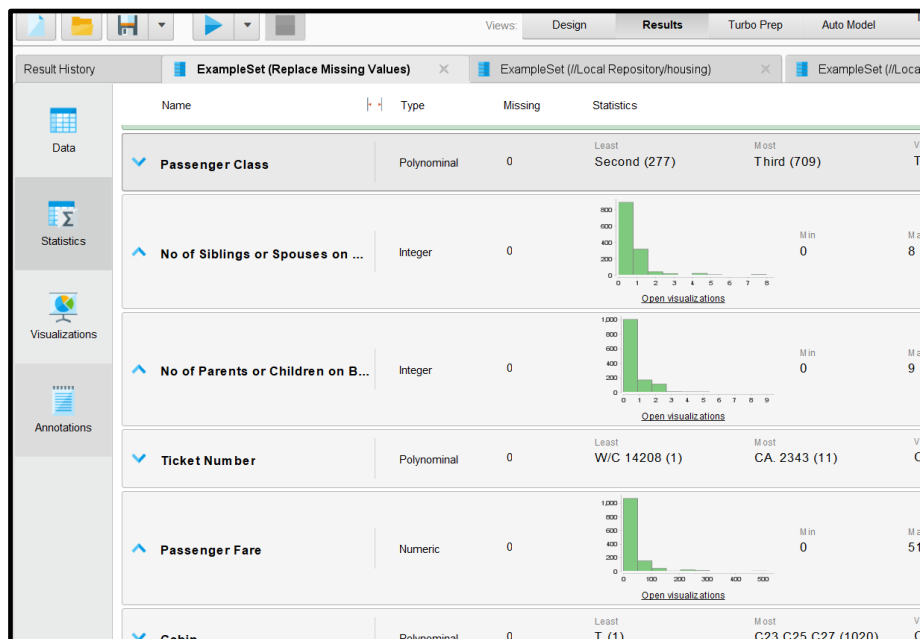 Views: Design Results Turbo Prep Auto Model
Result History ExampleSet (Replace Missing Values) ExampleSet (//Local Repository/housing) ExampleSet (//Loca
Name Type Missing Statistics
Data
Statistics
Visualizations
Annotations
Least Most V
Passenger Class Polynominal 0 Second (277) Third (709) T
800
600
400
200
0
0 1 2 3 4 5 6 7 8
No of Siblings or Spouses on ... Integer 0 Min Ma
0 8
Open visualizations
1,000
800
600
400
200
0
0 1 2 3 4 5 6 7 8 9
No of Parents or Children on B... Integer 0 Min Ma
0 9
Open visualizations
Least Most V
Ticket Number Polynominal 0 W/C 14208 (1) CA. 2343 (11)
1,000
800
600
400
200
0
0 100 200 300 400 500
Passenger Fare Numeric 0 Min Ma
0 51
Open visualizations
Least Most V
Cabin Polynominal 0 T (1) C23 C25 C27 (1020)